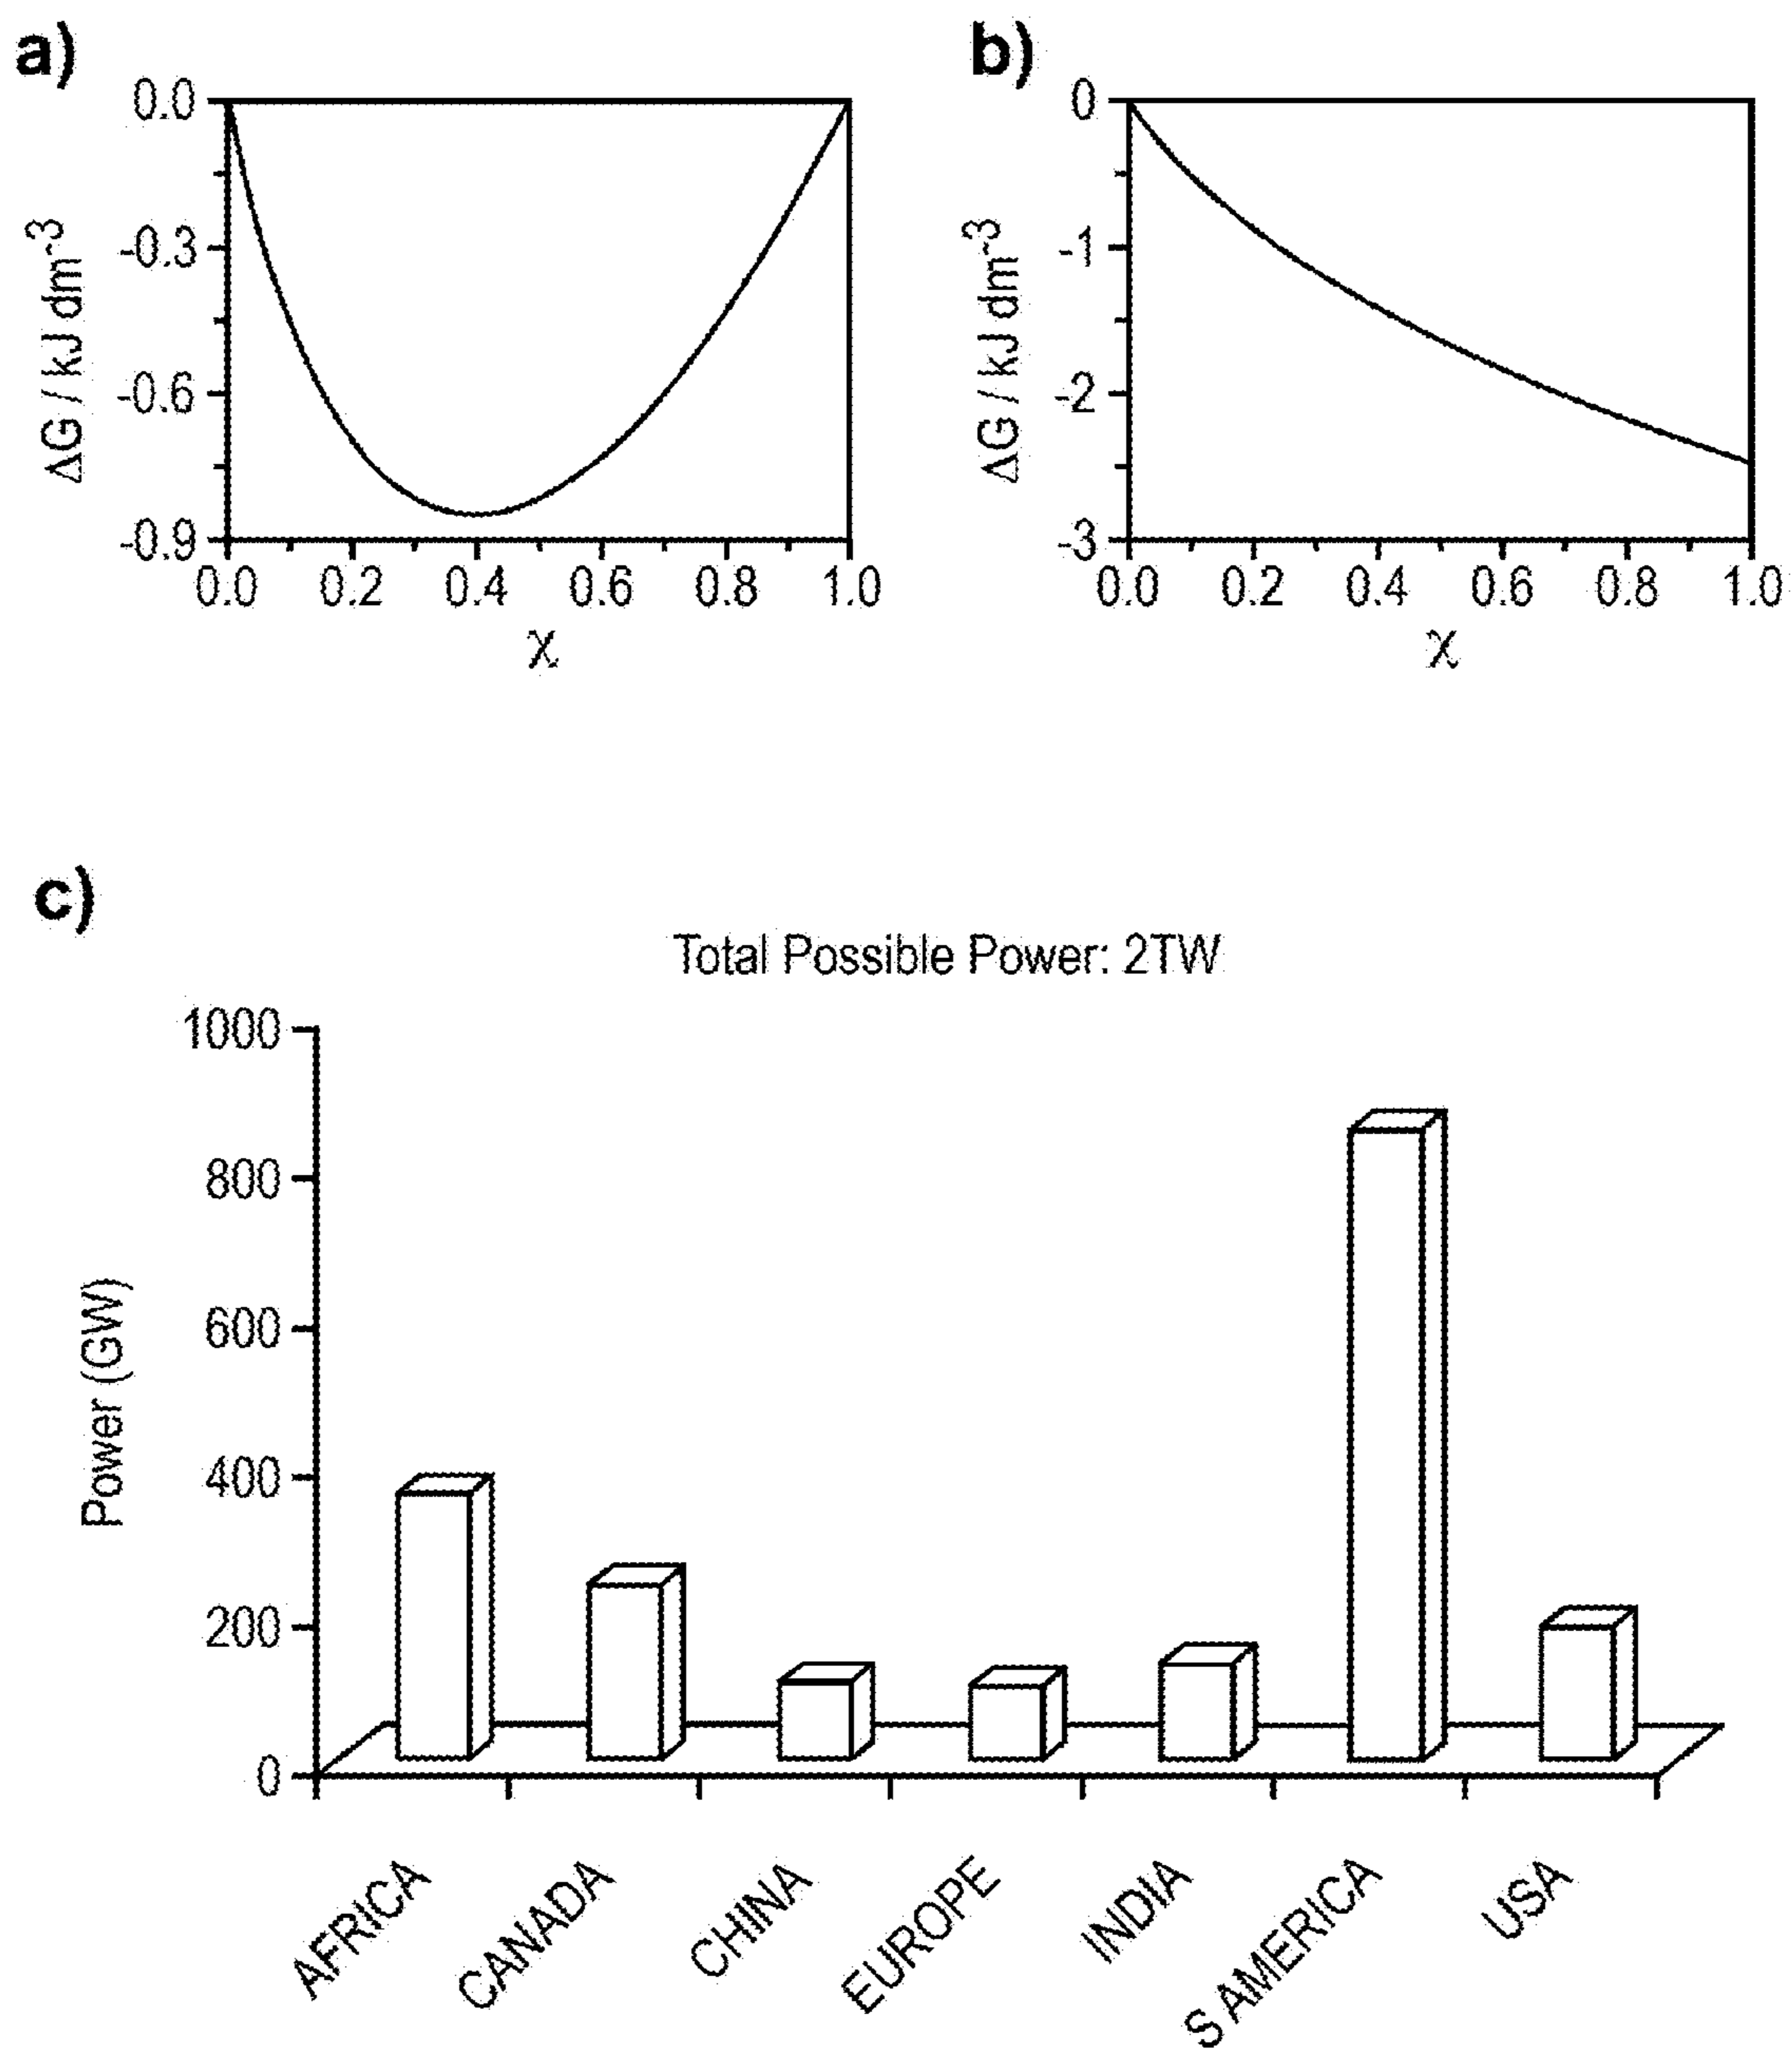 a)
0.0
-0.3
-0.6
-0.9
ΔG / kJ dm-3
0.0 0.2 0.4 0.6 0.8 1.0
χ
b)
0
-1
-2
-3
ΔG / kJ dm-3
0.0 0.2 0.4 0.6 0.8 1.0
χ
c)
Total Possible Power: 2TW
1000
800
600
400
200
0
Power (GW)
AFRICA
CANADA
CHINA
EUROPE
INDIA
S AMERICA
USA